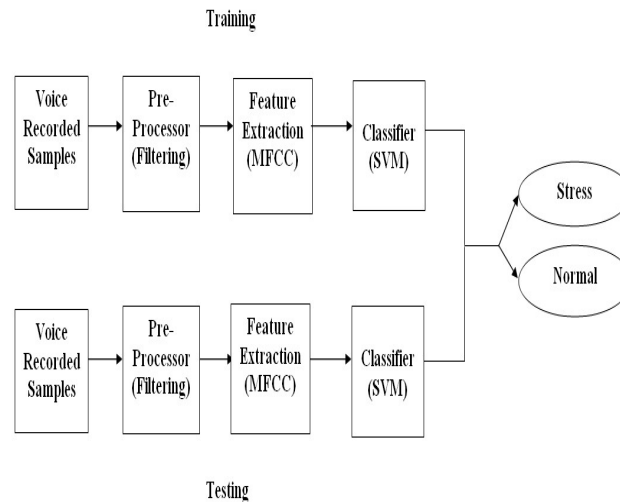 Training
Voice
Recorded
Samples
Pre-
Processor
(Filtering)
Feature
Extraction
(MFCC)
Classifier
(SVM)
Stress
Normal
Voice
Recorded
Samples
Pre-
Processor
(Filtering)
Feature
Extraction
(MFCC)
Classifier
(SVM)
Testing